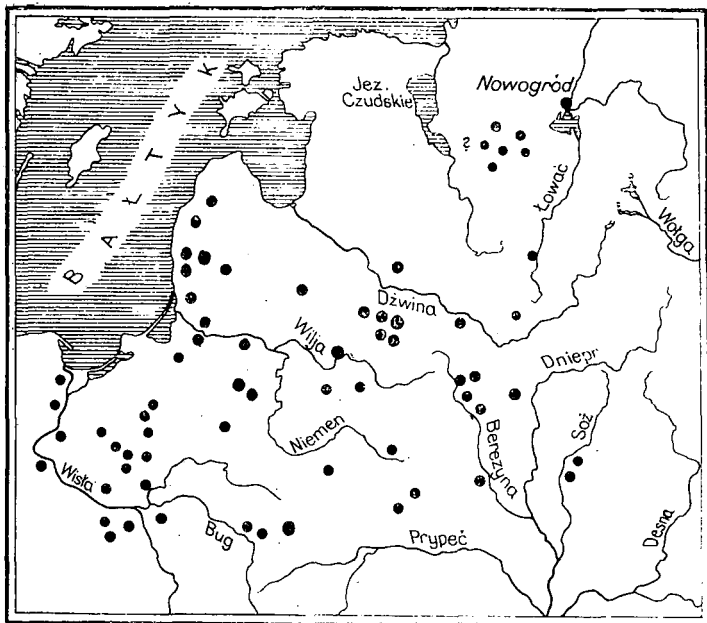 BAŁTYK
Jez.
Czudskie
Nowogród
?
Łować
Wołga
Dźwina
Wilja
Dniepr
Niemen
Berezyna
Soż
Wisła
Bug
Prypeć
Desna